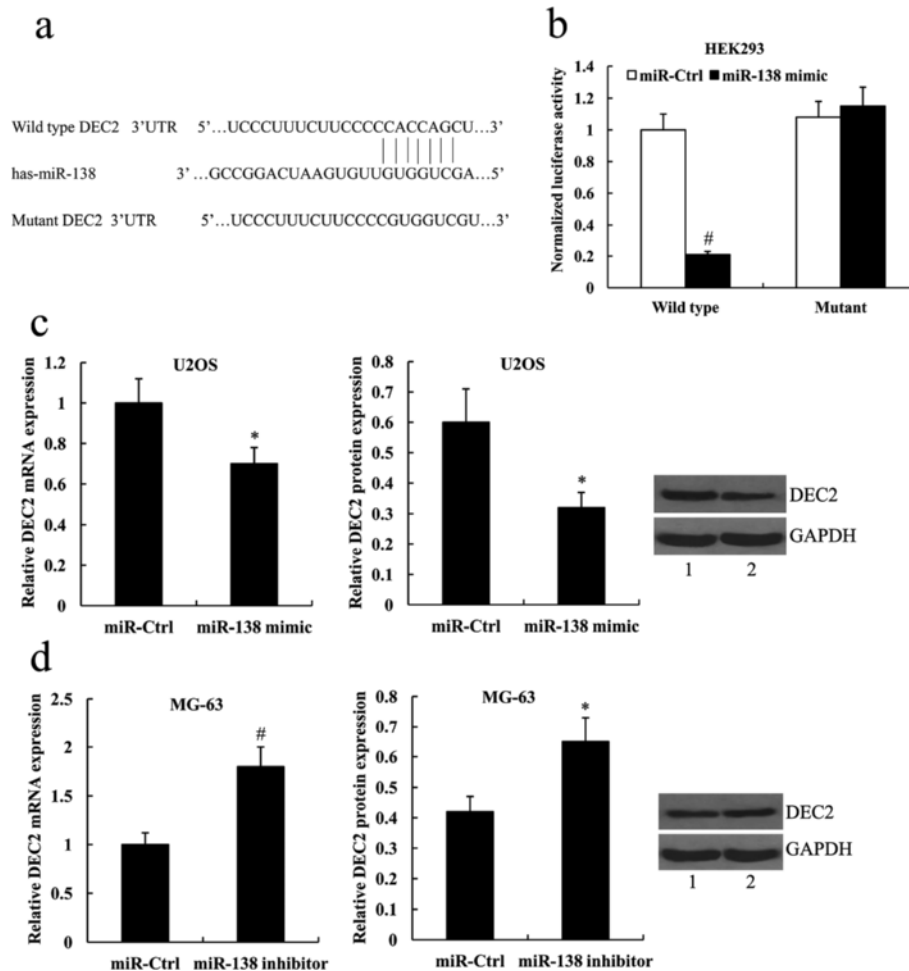 a
Wild type DEC2 3'UTR 5'...UCCCUUUCUUCCCCCACCAGCU...3'
has-miR-138 3'...GCCGGACUAAGUGUUGUGGUCGA...5'
Mutant DEC2 3'UTR 5'...UCCCUUUCUUCCCCGUGGUCGU...3'
b
HEK293
miR-Ctrl miR-138 mimic
Normalized luciferase activity
1.4
1.2
1
0.8
0.6
0.4
0.2
0
#
Wild type Mutant
c
U2OS
Relative DEC2 mRNA expression
1.2
1
0.8
0.6
0.4
0.2
0
*
miR-Ctrl miR-138 mimic
U2OS
Relative DEC2 protein expression
0.8
0.7
0.6
0.5
0.4
0.3
0.2
0.1
0
*
miR-Ctrl miR-138 mimic
DEC2
GAPDH
1 2
d
MG-63
Relative DEC2 mRNA expression
2.5
2
1.5
1
0.5
0
#
miR-Ctrl miR-138 inhibitor
MG-63
Relative DEC2 protein expression
0.8
0.7
0.6
0.5
0.4
0.3
0.2
0.1
0
*
miR-Ctrl miR-138 inhibitor
DEC2
GAPDH
1 2